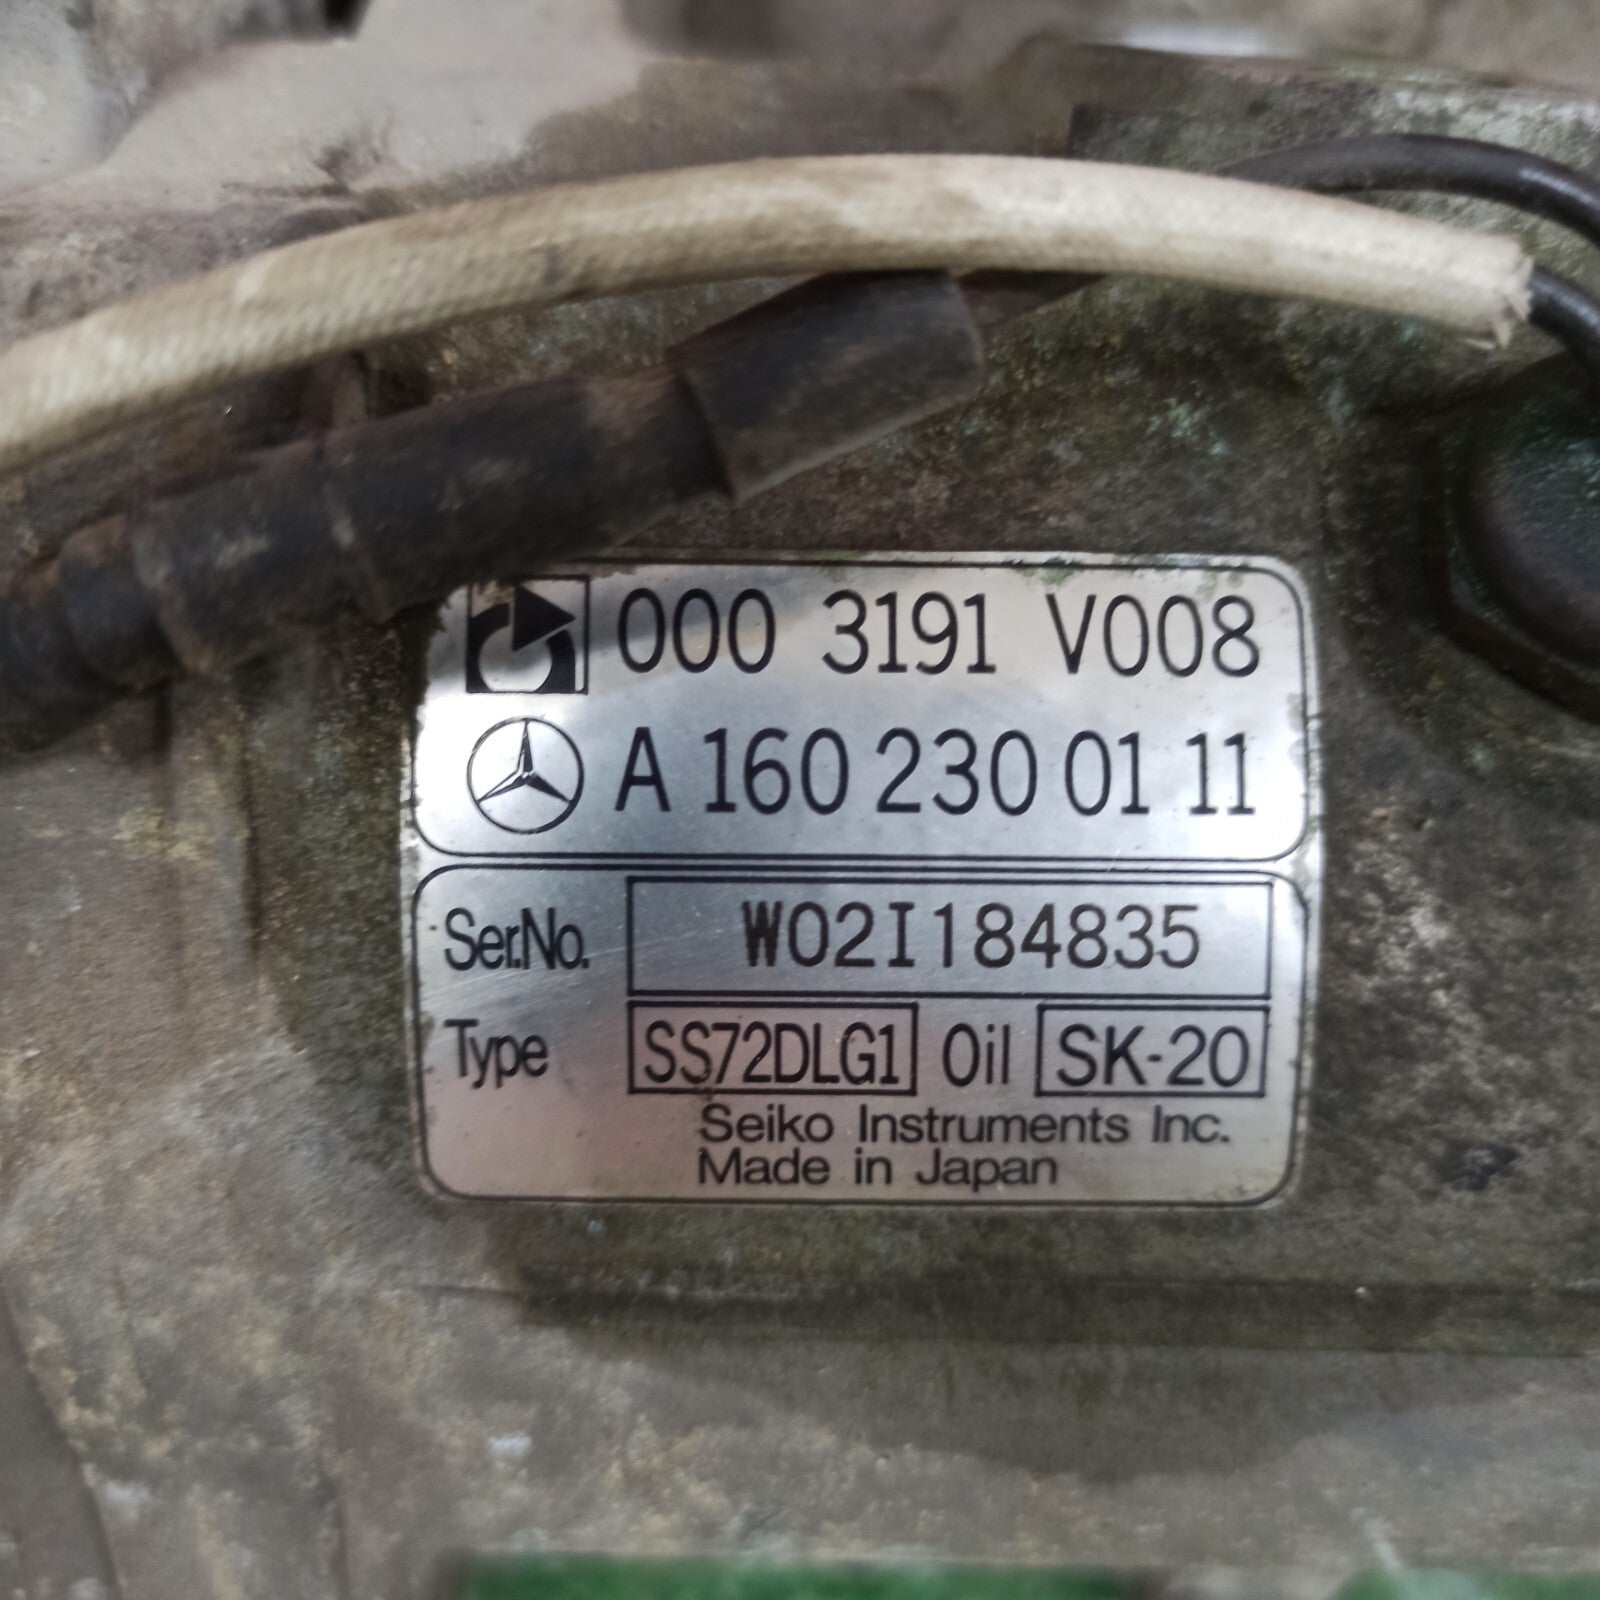 000 3191 V008
A 160 230 01 11
Ser.No. W02I184835
Type SS72DLG1 Oil SK-20
Seiko Instruments Inc.
Made in Japan